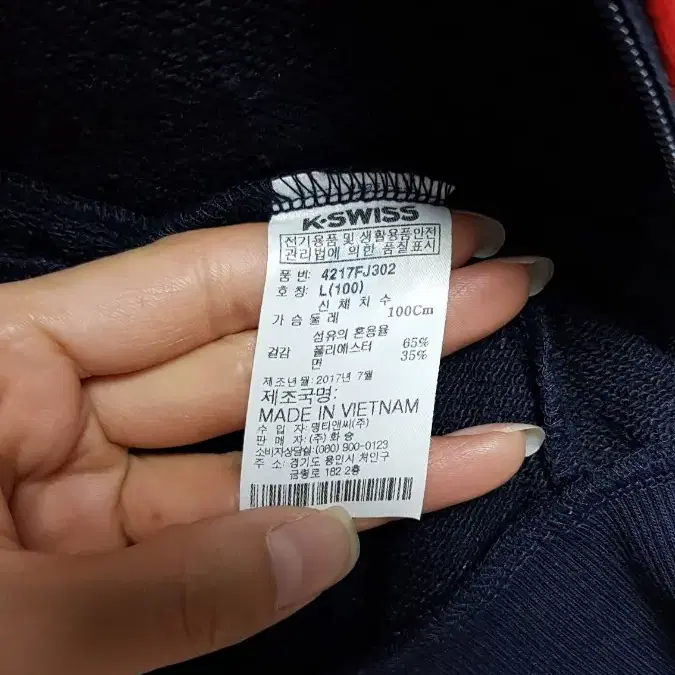 K·SWISS
전기용품 및 생활용품안전
관리법에 의한 품질표시
품 번: 4217FJ302
호 칭: L(100)
신 체 치 수
가 슴 둘 레 100Cm
섬유의 혼용율
겉감 폴리에스터 65%
면 35%
제조년월: 2017년 7월
제조국명:
MADE IN VIETNAM
수 입 자: 명티앤씨(주)
판 매 자: (주) 화 승
소비자상담실: (080) 900-0123
주 소: 경기도 용인시 처인구
금령로 182 2층